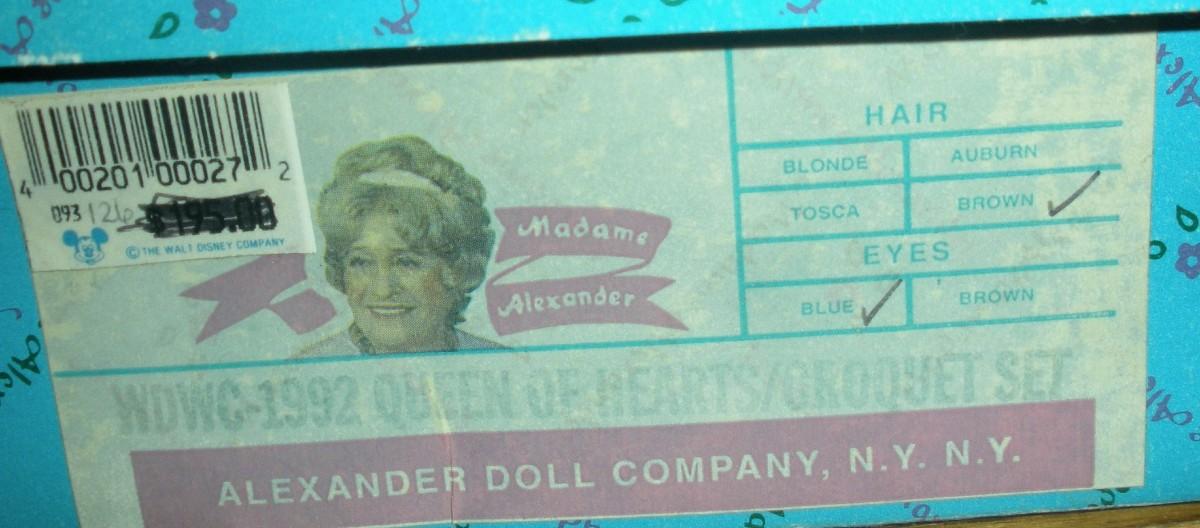 4 00201 00027 2
093 126 $195.00
© THE WALT DISNEY COMPANY
Madame
Alexander
HAIR
BLONDE AUBURN
TOSCA BROWN ✓
EYES
BLUE ✓ BROWN
WDWC-1992 QUEEN OF HEARTS/CROQUET SET
ALEXANDER DOLL COMPANY, N.Y. N.Y.